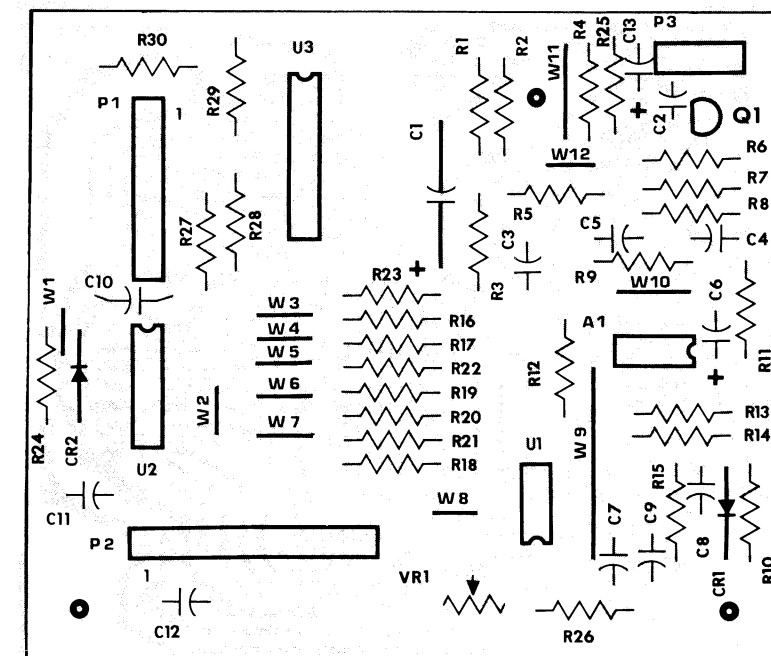 R30
U3
R1
R2
W11
R4
R25
C13
P3
P1
1
R29
C1
C2
Q1
W12
R6
R7
R8
R27
R28
R5
C3
C5
C4
R3
R9
W10
C10
W1
R23
W3
R16
W4
R17
W5
R22
W6
R19
W7
R20
R21
R18
W2
A1
C6
R11
R12
R24
CR2
U2
W9
R13
R14
U1
R15
C11
W8
C7
C9
C8
CR1
R10
P2
1
VR1
C12
R26